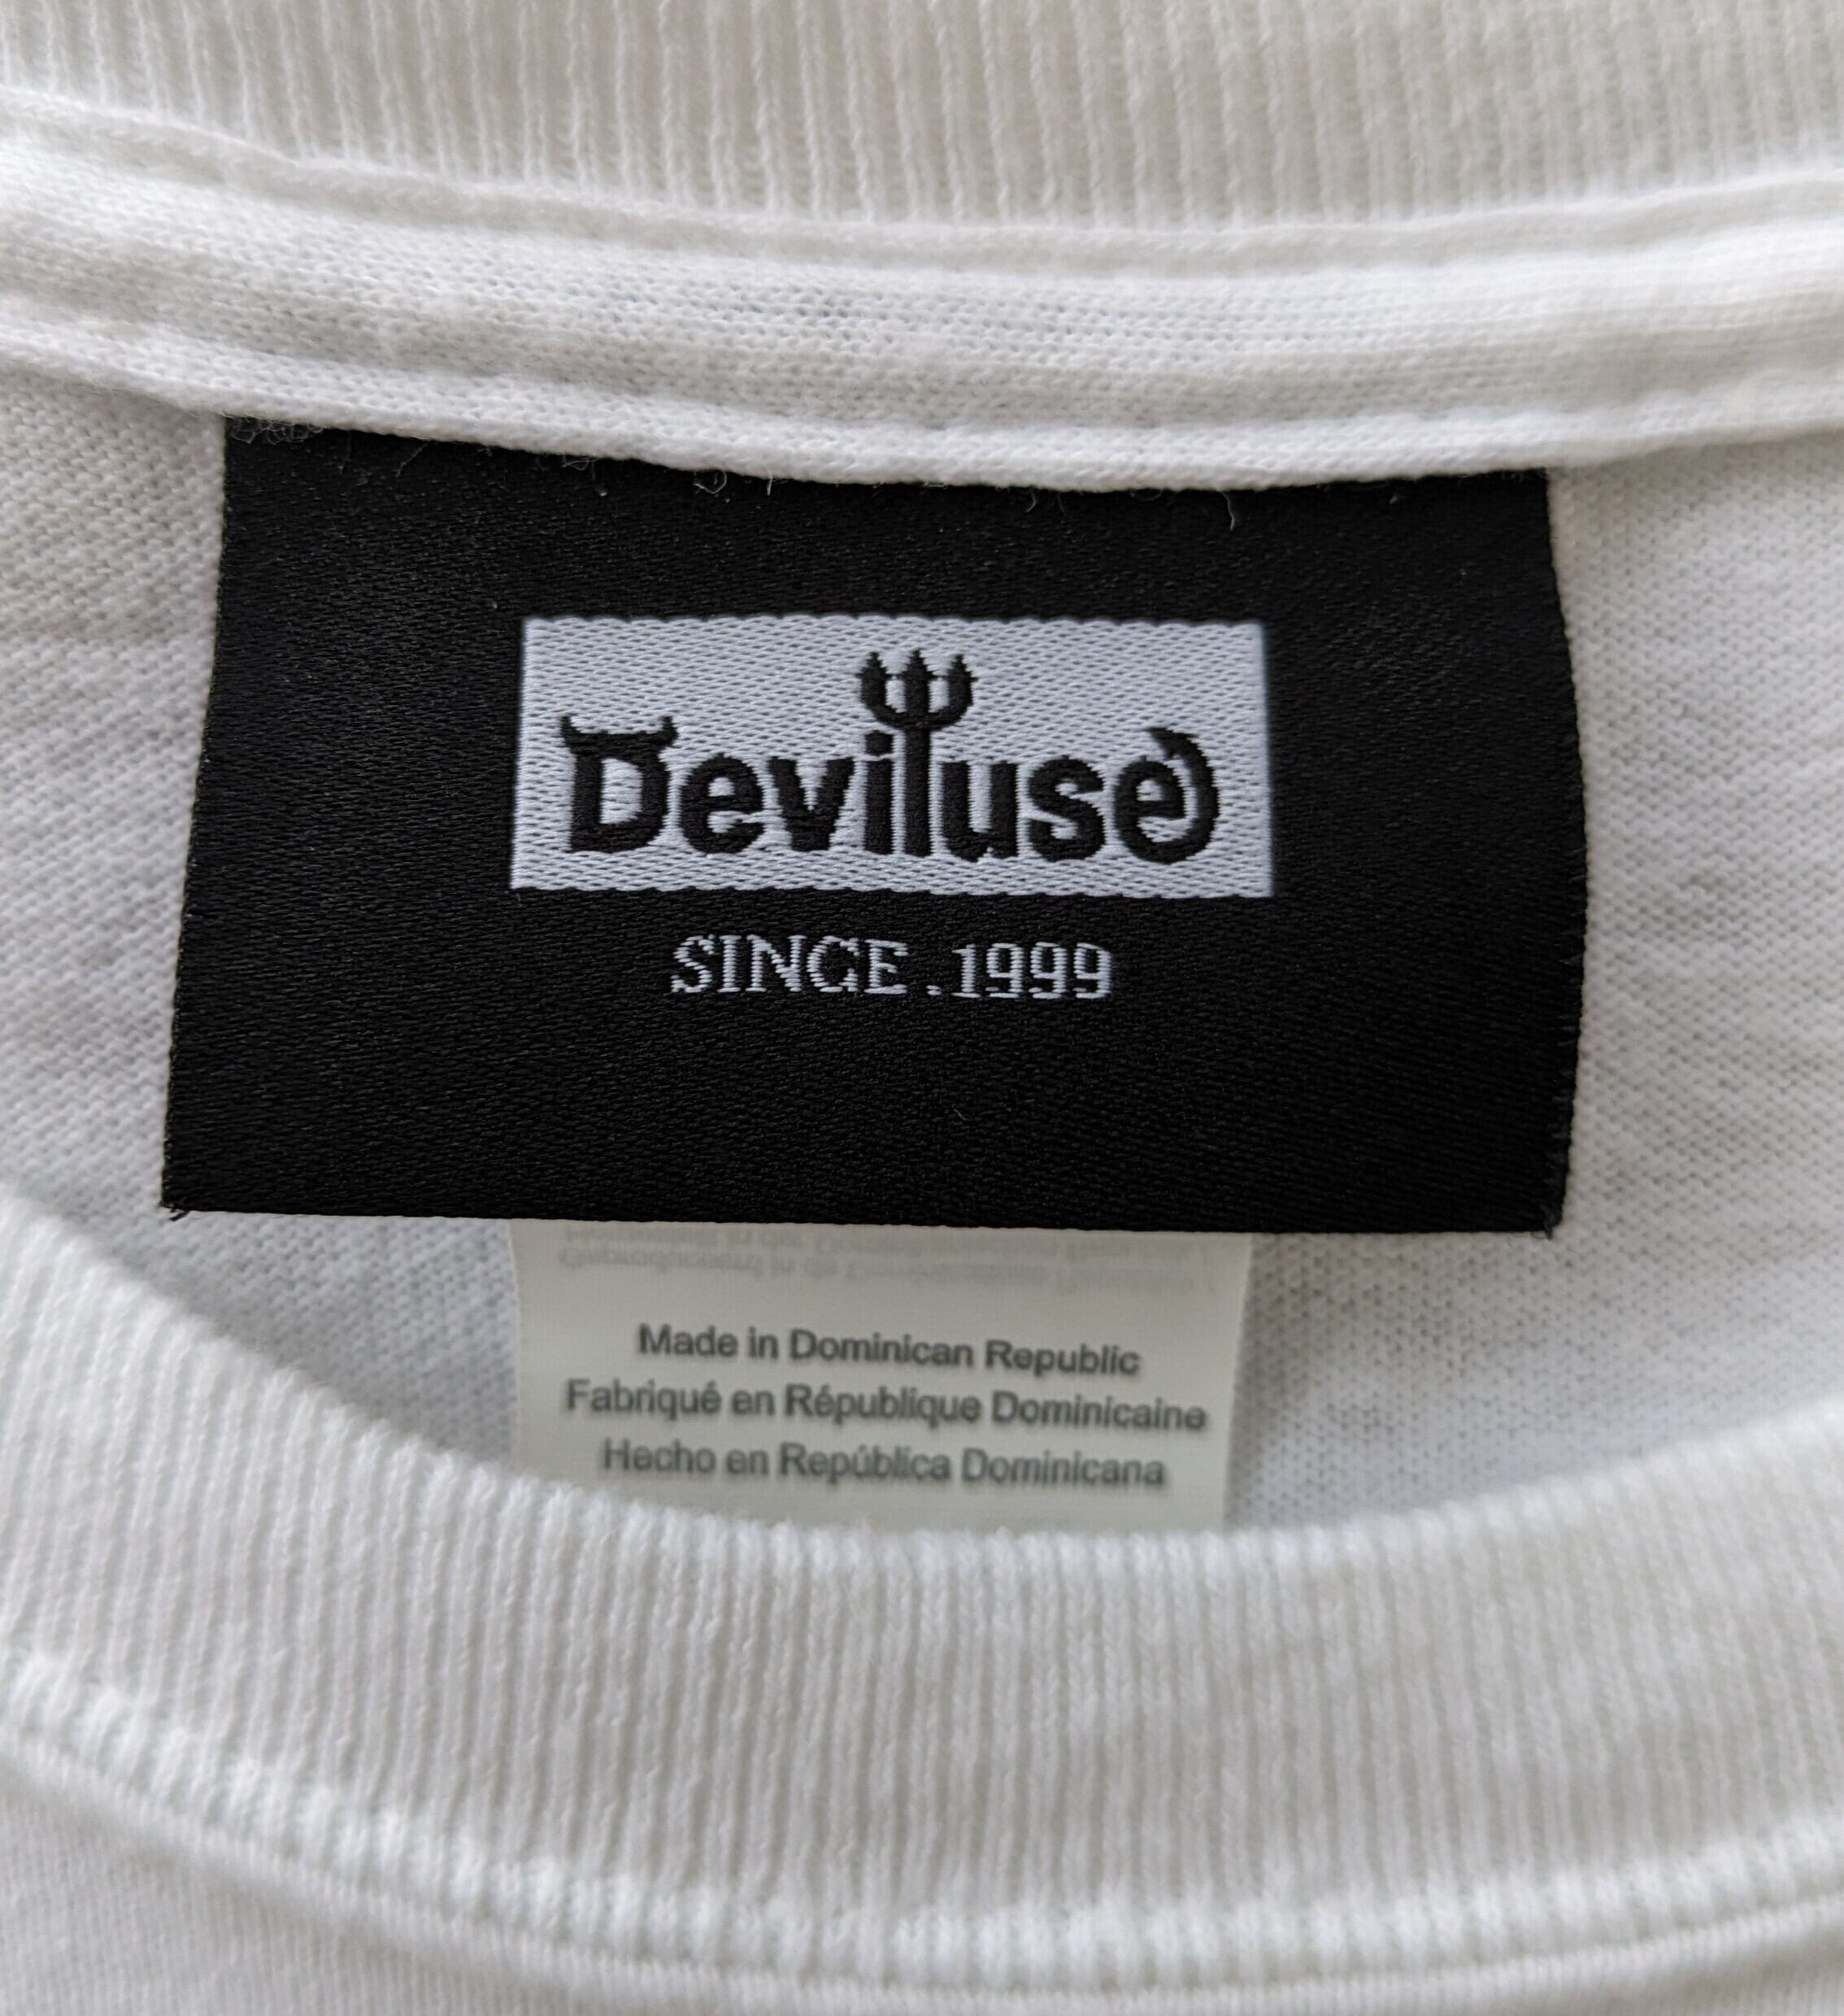 Deviluse
SINCE.1999
Made in Dominican Republic
Fabriqué en République Dominicaine
Hecho en República Dominicana